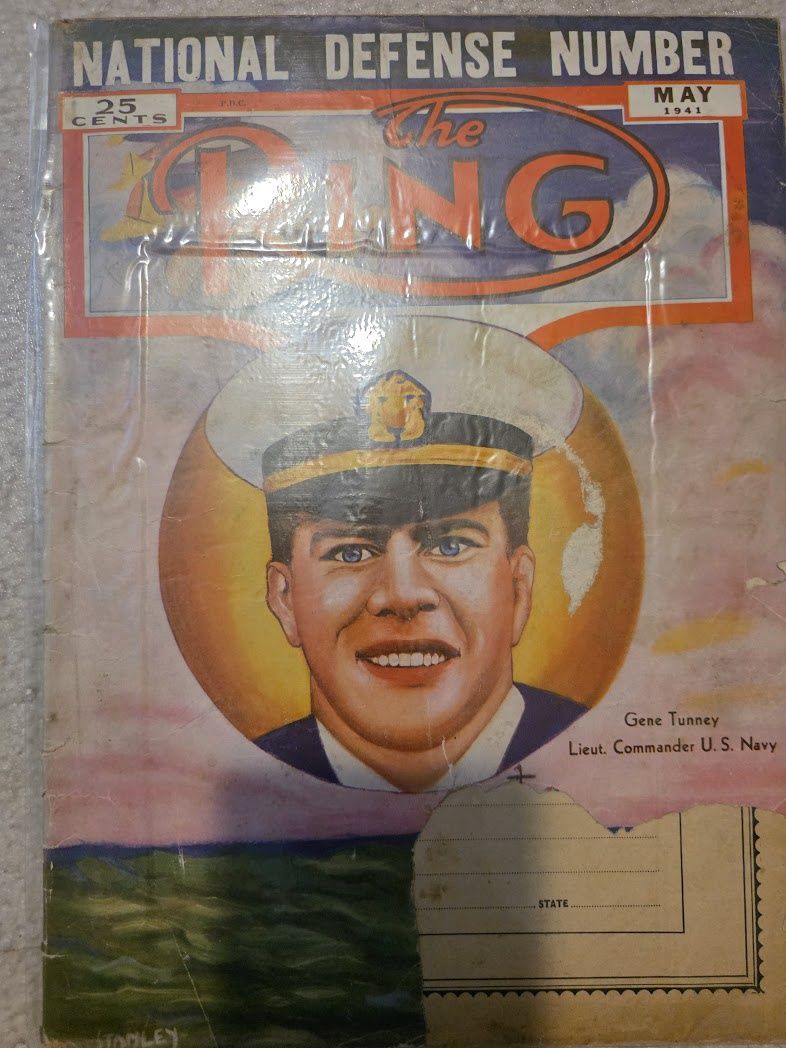 NATIONAL DEFENSE NUMBER
25
CENTS
P.D.C.
MAY
1941
The
RING
Gene Tunney
Lieut. Commander U. S. Navy
STATE